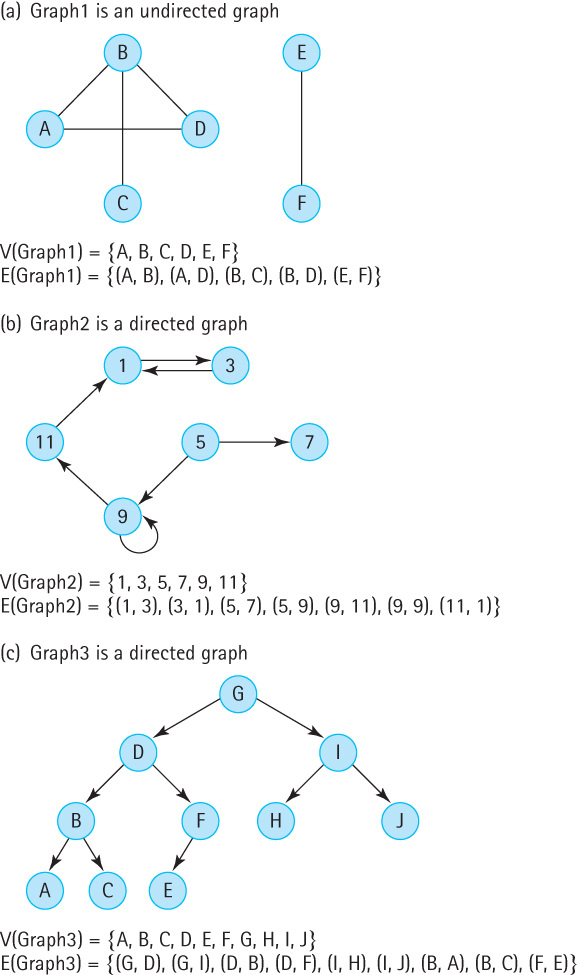 (a) Graph1 is an undirected graph
B E
A D
C F
V(Graph1) = {A, B, C, D, E, F}
E(Graph1) = {(A, B), (A, D), (B, C), (B, D), (E, F)}
(b) Graph2 is a directed graph
1 3
11 5 7
9
V(Graph2) = {1, 3, 5, 7, 9, 11}
E(Graph2) = {(1, 3), (3, 1), (5, 7), (5, 9), (9, 11), (9, 9), (11, 1)}
(c) Graph3 is a directed graph
G
D I
B F H J
A C E
V(Graph3) = {A, B, C, D, E, F, G, H, I, J}
E(Graph3) = {(G, D), (G, I), (D, B), (D, F), (I, H), (I, J), (B, A), (B, C), (F, E)}